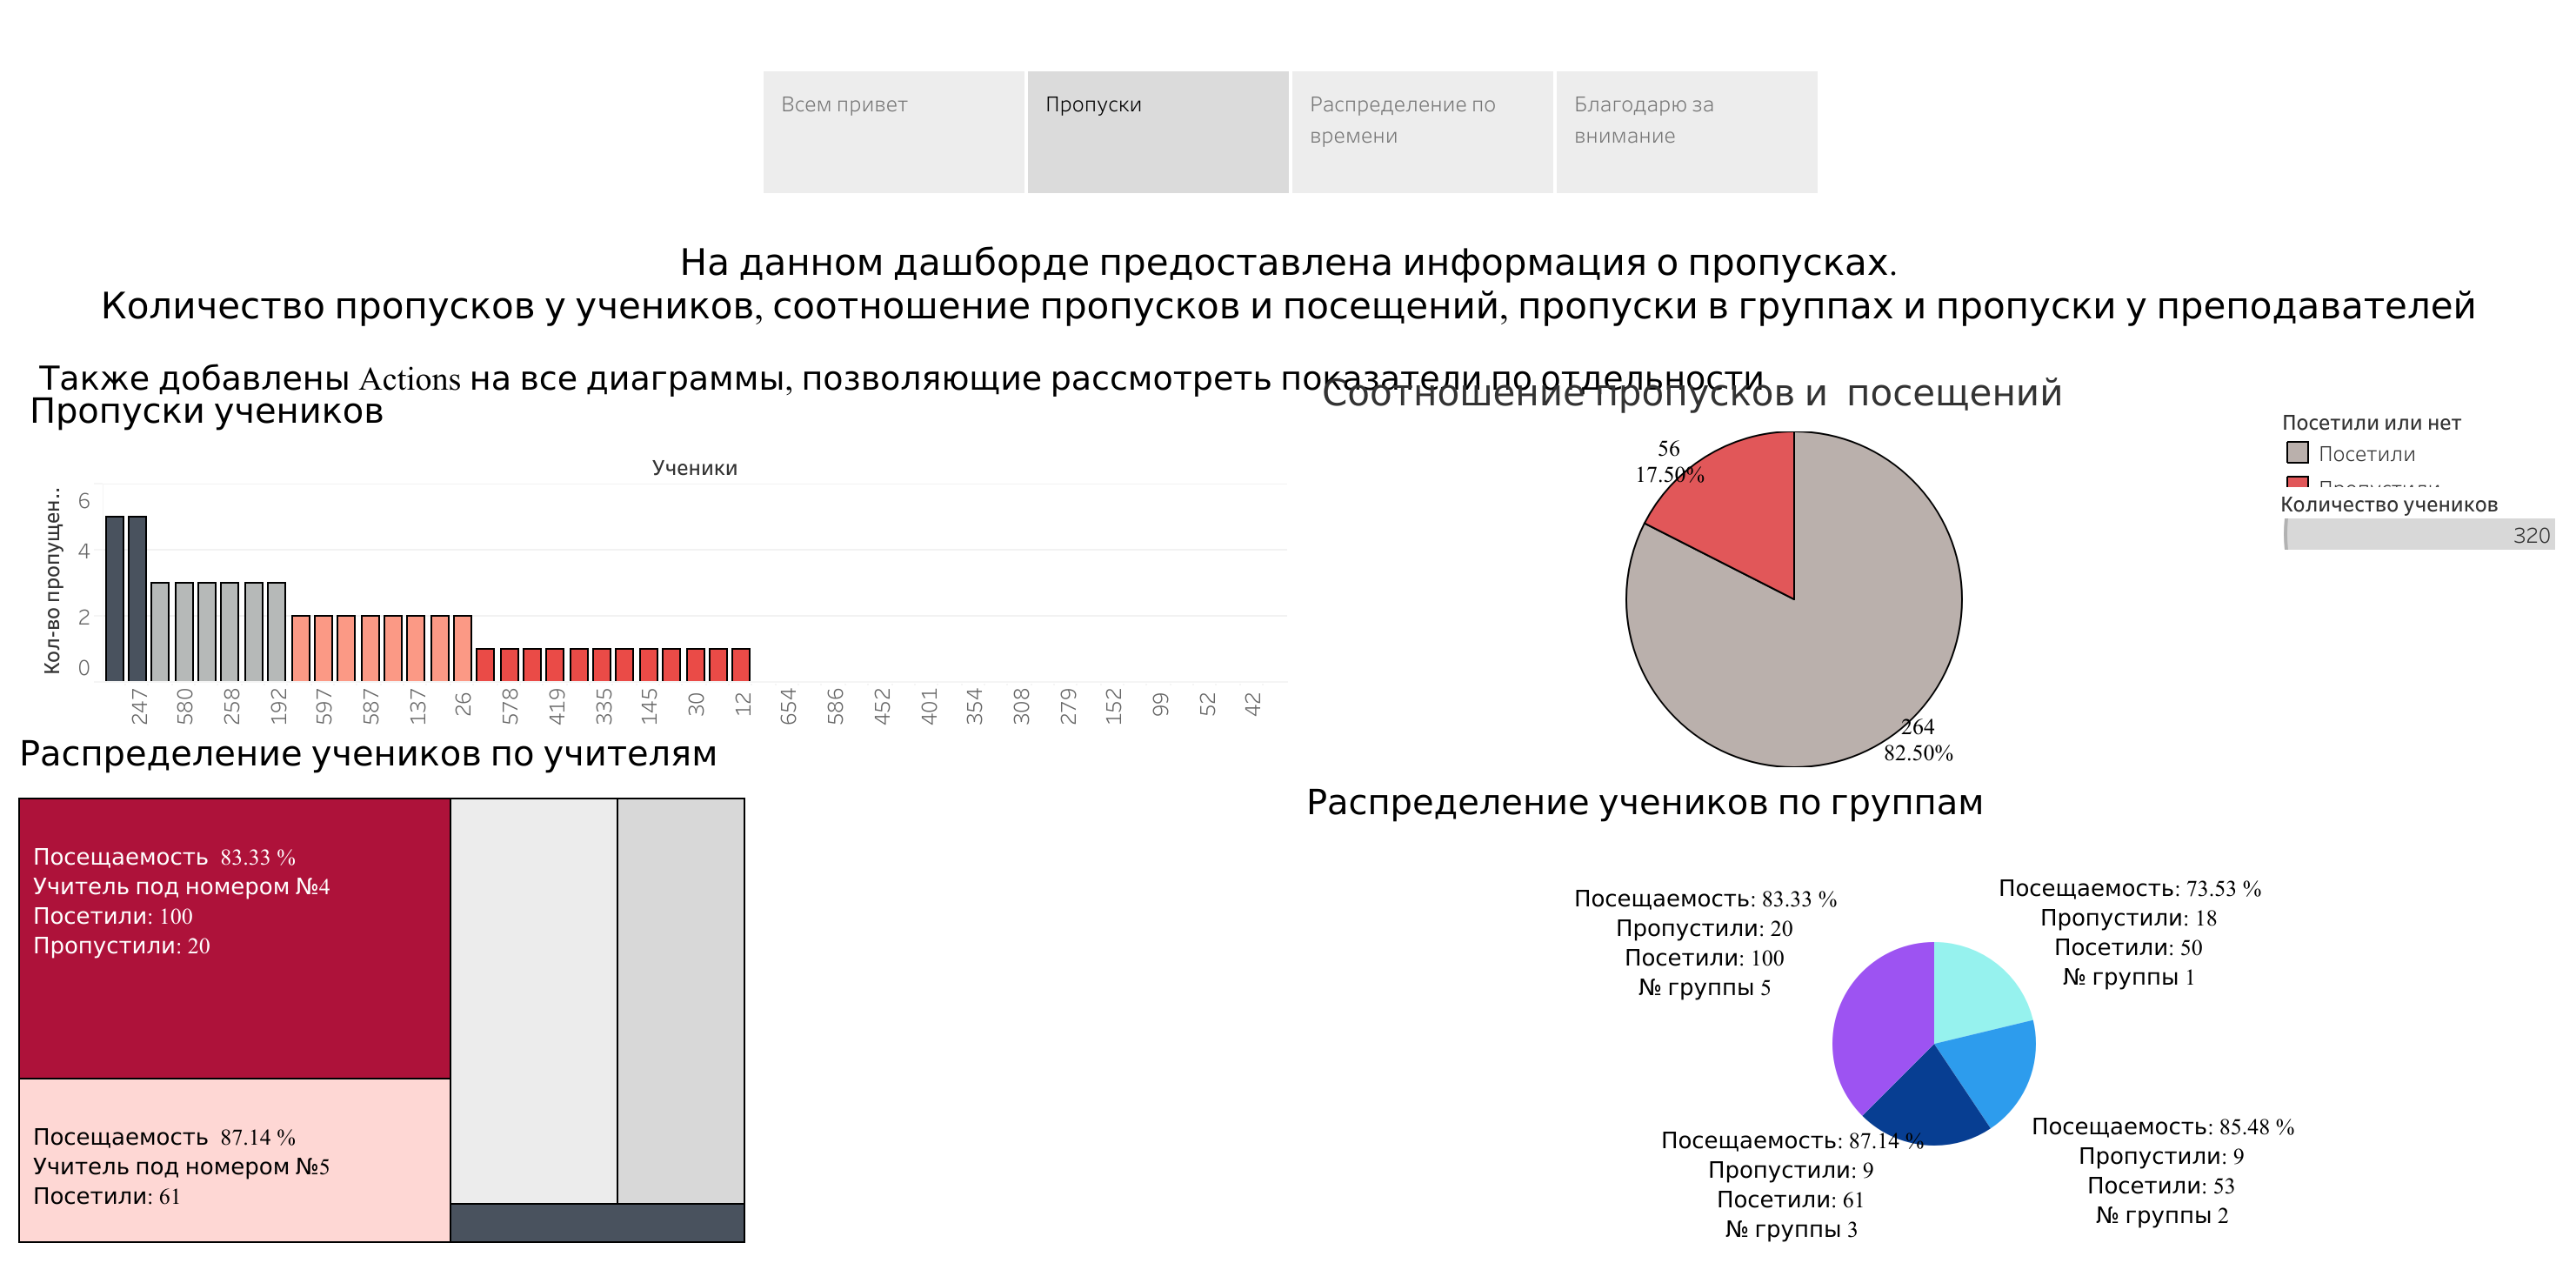 Всем привет
Пропуски
Распределение по
времени
Благодарю за
внимание
На данном дашборде предоставлена информация о пропусках.
Количество пропусков у учеников, соотношение пропусков и посещений, пропуски в группах и пропуски у преподавателей
Также добавлены Actions на все диаграммы, позволяющие рассмотреть показатели по отдельности
Пропуски учеников
Ученики
Кол-во пропущен..
6
4
2
0
247
580
258
192
597
587
137
26
578
419
335
145
30
12
654
586
452
401
354
308
279
152
99
52
42
Соотношение пропусков и посещений
56
17.50%
264
82.50%
Посетили или нет
Посетили
Пропустили
Количество учеников
320
Распределение учеников по учителям
Посещаемость 83.33 %
Учитель под номером №4
Посетили: 100
Пропустили: 20
Посещаемость 87.14 %
Учитель под номером №5
Посетили: 61
Распределение учеников по группам
Посещаемость: 83.33 %
Пропустили: 20
Посетили: 100
№ группы 5
Посещаемость: 73.53 %
Пропустили: 18
Посетили: 50
№ группы 1
Посещаемость: 87.14 %
Пропустили: 9
Посетили: 61
№ группы 3
Посещаемость: 85.48 %
Пропустили: 9
Посетили: 53
№ группы 2